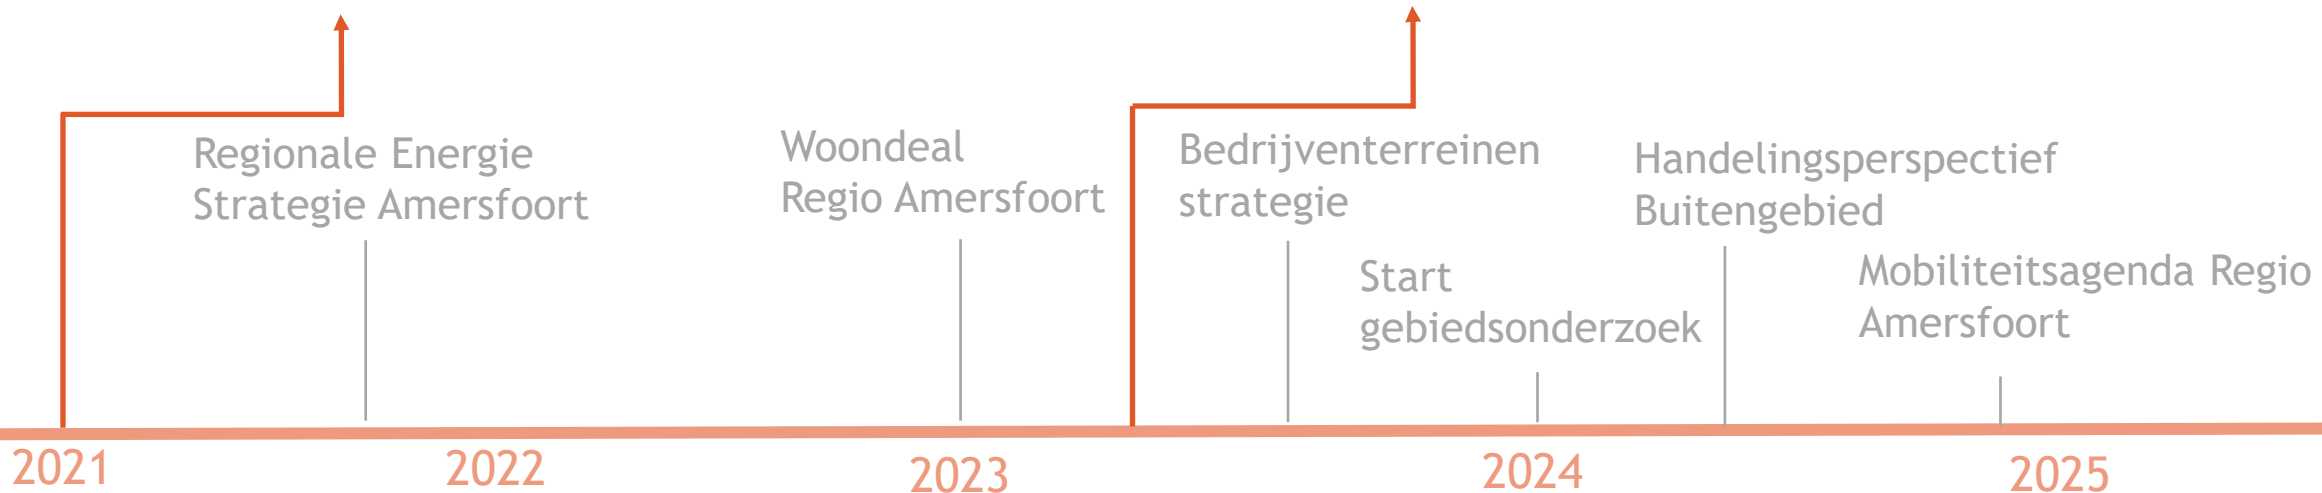 Regionale Energie
Strategie Amersfoort
Woondeal
Regio Amersfoort
Bedrijventerreinen
strategie
Start
gebiedsonderzoek
Handelingsperspectief
Buitengebied
Mobiliteitsagenda Regio
Amersfoort
2021
2022
2023
2024
2025